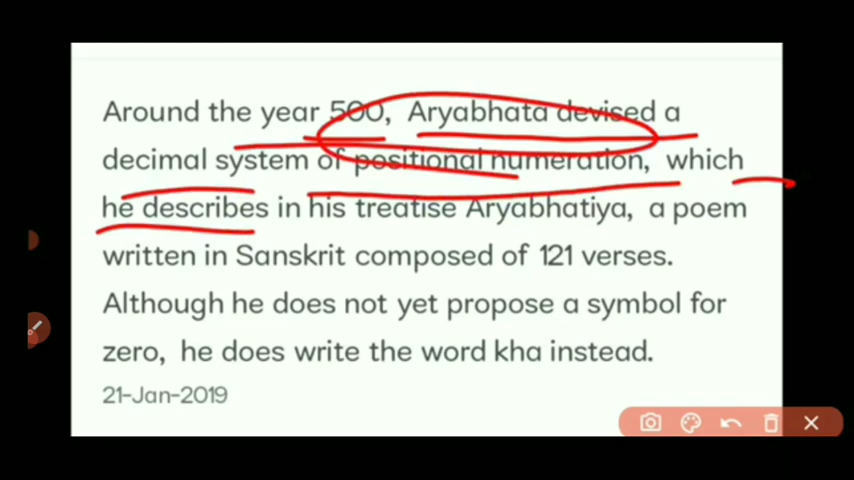 Around the year 500, Aryabhata devised a
decimal system of positional numeration, which
he describes in his treatise Aryabhatiya, a poem
written in Sanskrit composed of 121 verses.
Although he does not yet propose a symbol for
zero, he does write the word kha instead.
21-Jan-2019